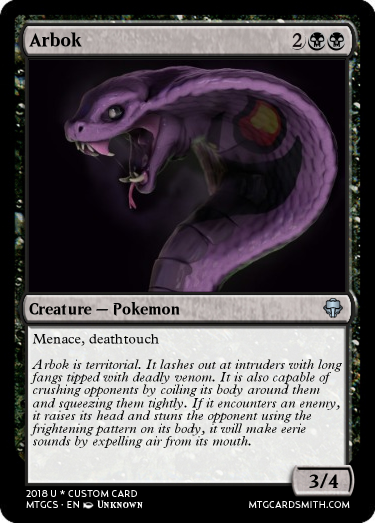 Arbok 2
Creature — Pokemon
Menace, deathtouch
Arbok is territorial. It lashes out at intruders with long
fangs tipped with deadly venom. It is also capable of
crushing opponents by coiling its body around them
and squeezing them tightly. If it encounters an enemy,
it raises its head and stuns the opponent using the
frightening pattern on its body, it will make eerie
sounds by expelling air from its mouth.
3/4
2018 U * CUSTOM CARD
MTGCS • EN Unknown MTGCARDSMITH.COM